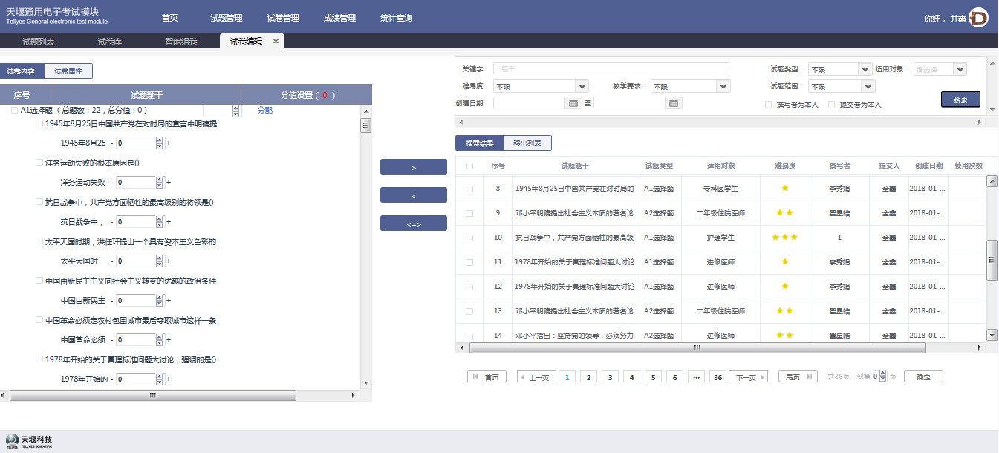 天堰通用电子考试模块
Tellyes General electronic test module
首页 试题管理 试卷管理 成绩管理 统计查询
你好，井鑫
试题列表 试卷库 智能组卷 试卷编辑 ×
试卷内容 试卷属性
序号 试题题干 分值设置（0）
A1选择题（总题数：22，总分值：0） 分配
1945年8月25日中国共产党在对时局的宣言中明确提
1945年8月25 - 0 +
洋务运动失败的根本原因是()
洋务运动失败 - 0 +
抗日战争中，共产党方面牺牲的最高级别的将领是()
抗日战争中， - 0 +
太平天国时期，洪仁玕提出一个具有资本主义色彩的
太平天国时 - 0 +
中国由新民主主义向社会主义转变的优越的政治条件
中国由新民主 - 0 +
中国革命必须走农村包围城市最后夺取城市这样一条
中国革命必须 - 0 +
1978年开始的关于真理标准问题大讨论，强调的是()
1978年开始的 - 0 +
>
<
<=>
关键字： 题干 试题类型： 不限 适用对象： 请选择
难易度： 不限 教学要求： 不限 试题范围： 不限
创建日期： 至 撰写者为本人 提交者为本人 搜索
搜索结果 移出列表
序号 试题题干 试题类型 适用对象 难易度 撰写者 提交人 创建日期 使用次数
8 1945年8月25日中国共产党在对时局的 A1选择题 专科医学生 ★ 李秀娟 全鑫 2018-01-...
9 邓小平明确提出社会主义本质的著名论 A2选择题 二年级住院医师 ★★ 翟星皓 全鑫 2018-01-...
10 抗日战争中，共产党方面牺牲的最高级 A1选择题 护理学生 ★★★ 1 全鑫 2018-01-...
11 1978年开始的关于真理标准问题大讨论 A1选择题 进修医师 ★ 李秀娟 全鑫 2018-01-...
12 1978年开始的关于真理标准问题大讨论 A1选择题 进修医师 ★ 李秀娟 全鑫 2018-01-...
13 邓小平明确提出社会主义本质的著名论 A2选择题 二年级住院医师 ★★ 翟星皓 全鑫 2018-01-...
14 邓小平指出：坚持党的领导，必须努力 A2选择题 进修医师 ★★ 翟星皓 全鑫 2018-01-...
首页 上一页 1 2 3 4 5 6 ... 36 下一页 尾页 共36页，到第 0 页 确定
天堰科技
TELLYES SCIENTIFIC
TELLYES